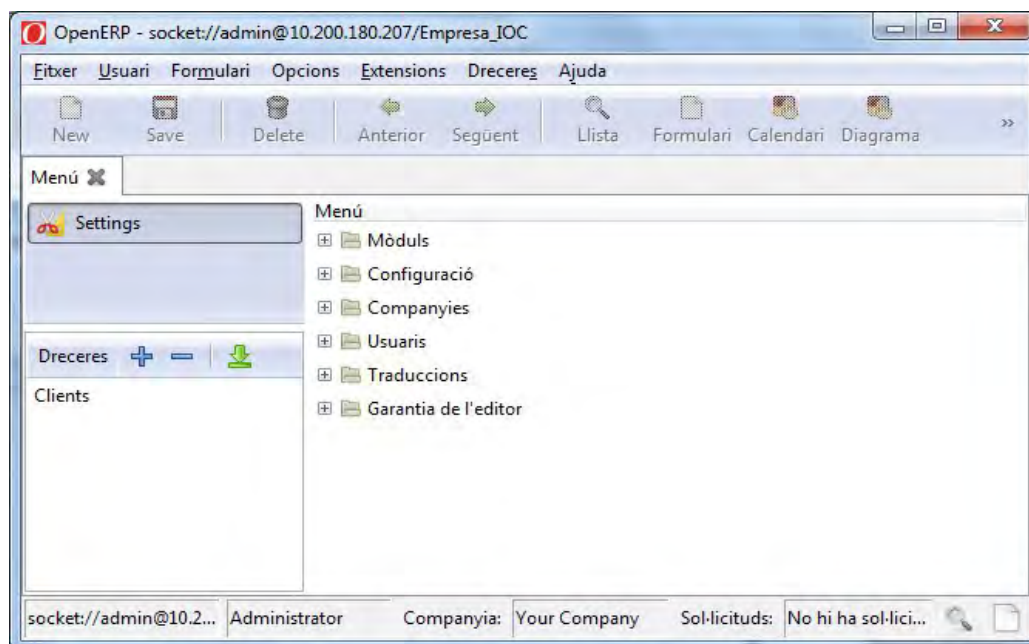 OpenERP - socket://admin@10.200.180.207/Empresa_IOC
Fitxer Usuari Formulari Opcions Extensions Dreceres Ajuda
New Save Delete Anterior Següent Llista Formulari Calendari Diagrama »
Menú
Settings
Menú
Mòduls
Configuració
Companyies
Usuaris
Traduccions
Garantia de l'editor
Dreceres
Clients
socket://admin@10.2... Administrator Companyia: Your Company Sol·licituds: No hi ha sol·lici...